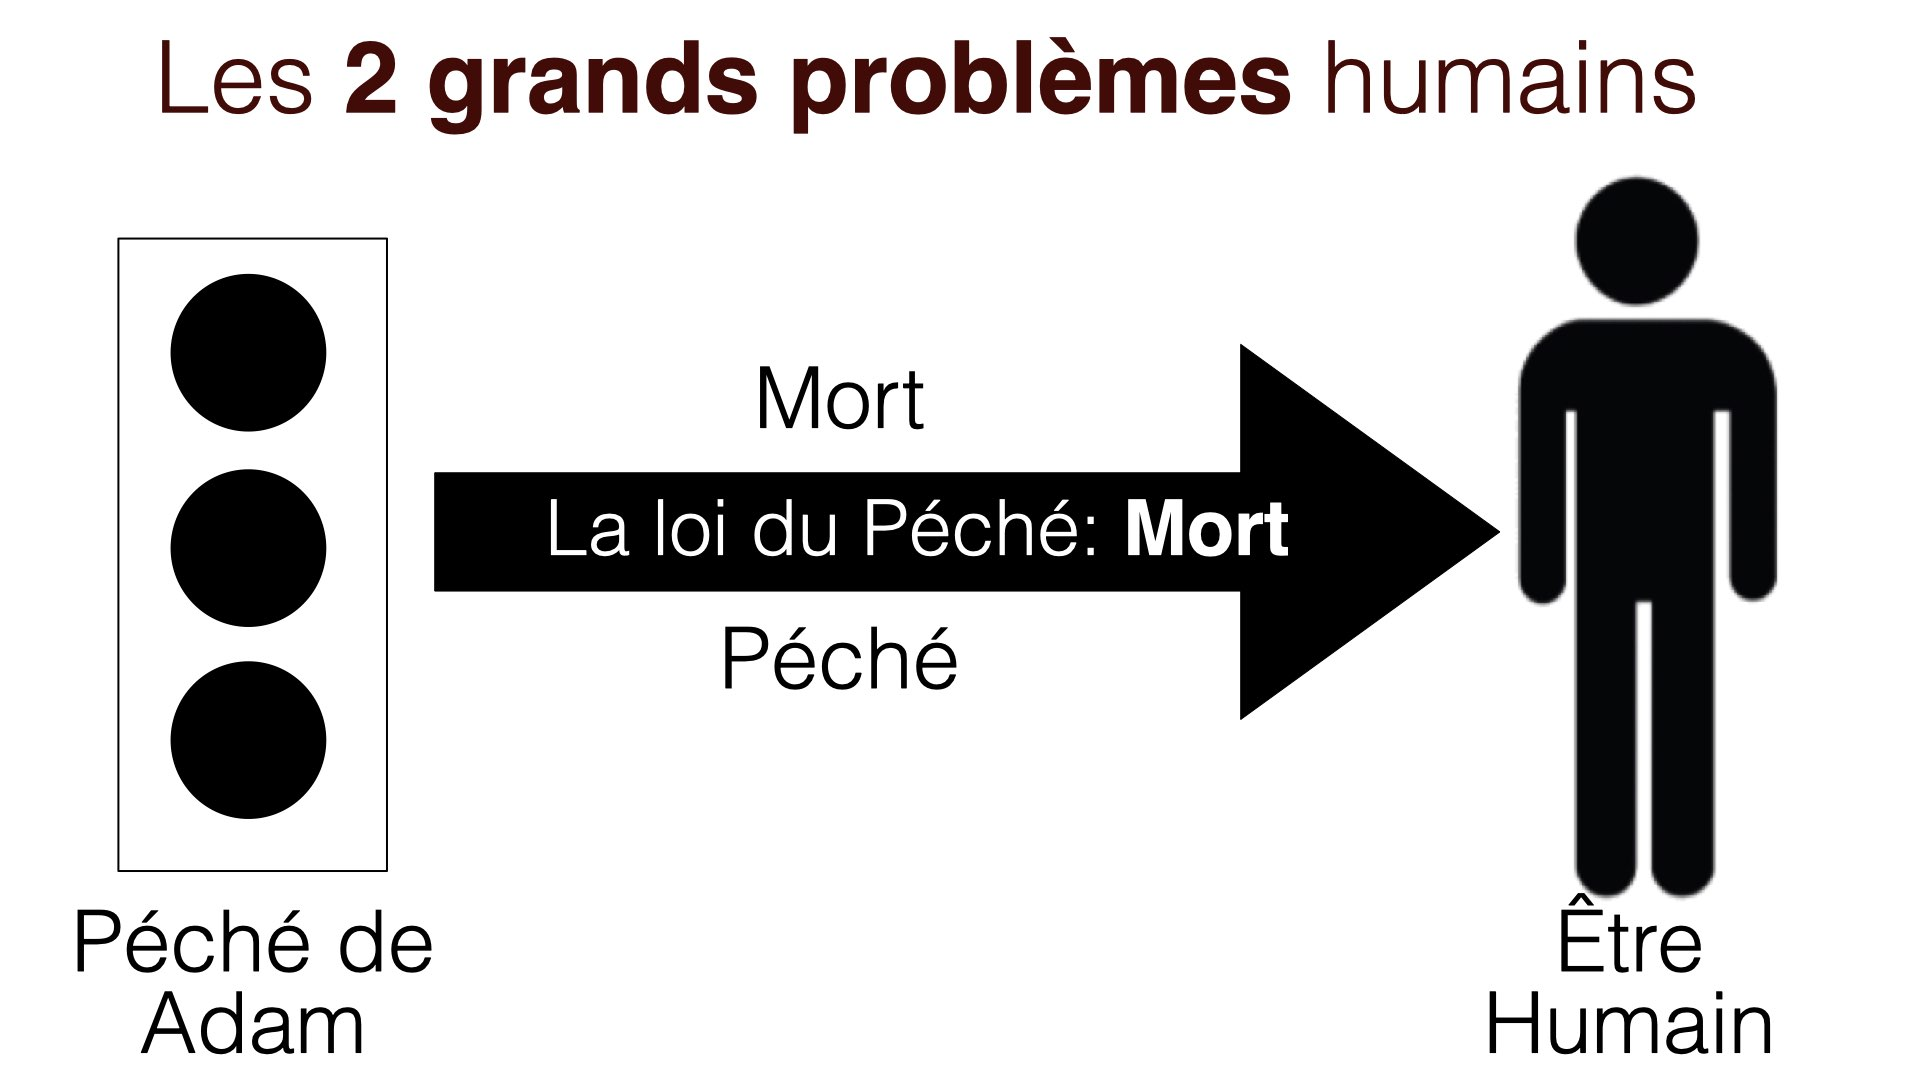 Les 2 grands problèmes humains
Mort
La loi du Péché: Mort
Péché
Péché de
Adam
Être
Humain